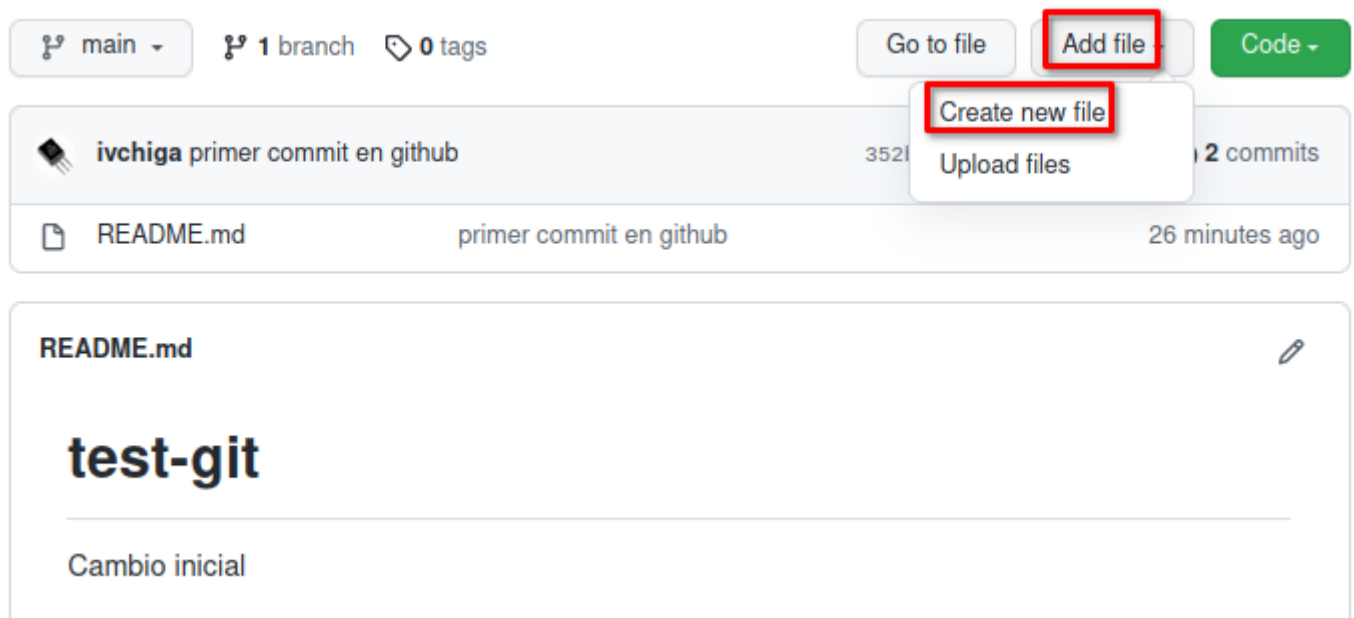 main 1 branch 0 tags Go to file Add file Code
Create new file
ivchiga primer commit en github 2 commits
Upload files
README.md primer commit en github 26 minutes ago
README.md
test-git
Cambio inicial